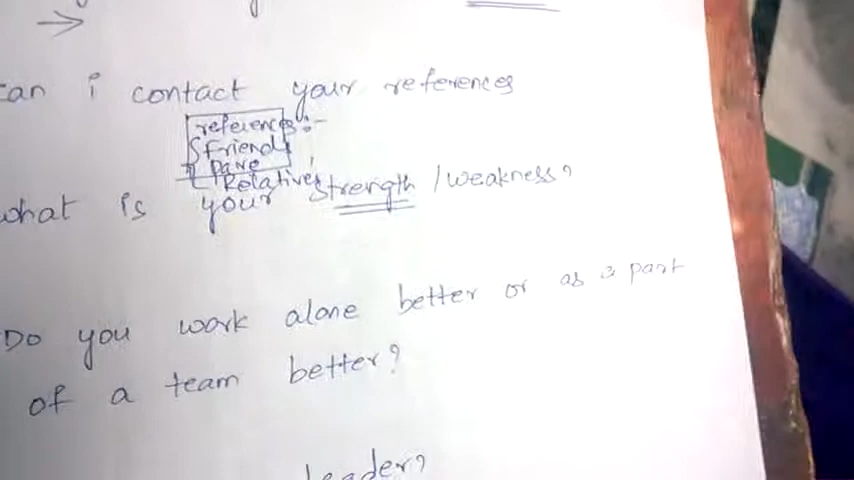 can i contact your references
references:-
Friends
Relatives
what is your strength / weakness?
Do you work alone better or as a part
of a team better?
leader?